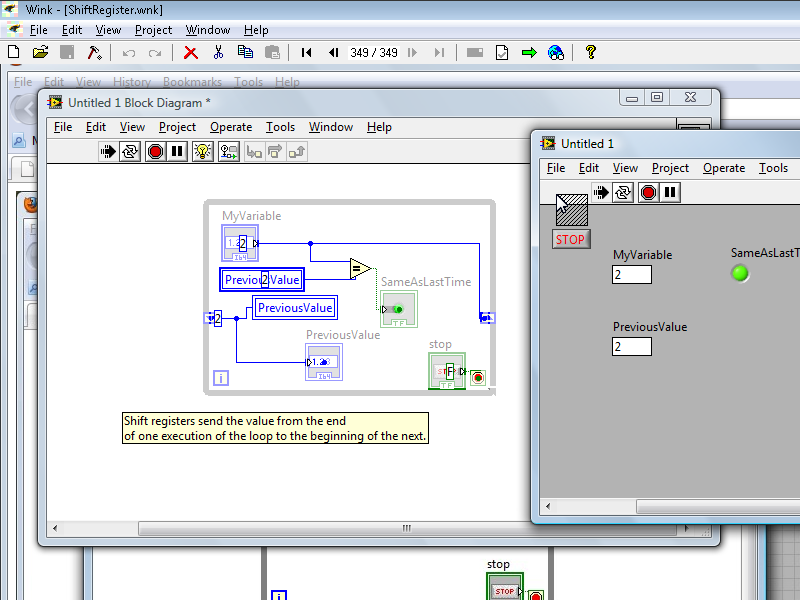 Wink - [ShiftRegister.wnk]
File Edit View Project Window Help
349 / 349
File Edit View History Bookmarks Tools Help
Untitled 1 Block Diagram *
File Edit View Project Operate Tools Window Help
MyVariable
2
I64
Previou 2 Value
=
SameAsLastTime
TF
PreviousValue
2
PreviousValue
1.23
I64
stop
F
TF
i
Shift registers send the value from the end
of one execution of the loop to the beginning of the next.
Untitled 1
File Edit View Project Operate Tools
STOP
MyVariable
2
SameAsLastT
PreviousValue
2
stop
STOP
i